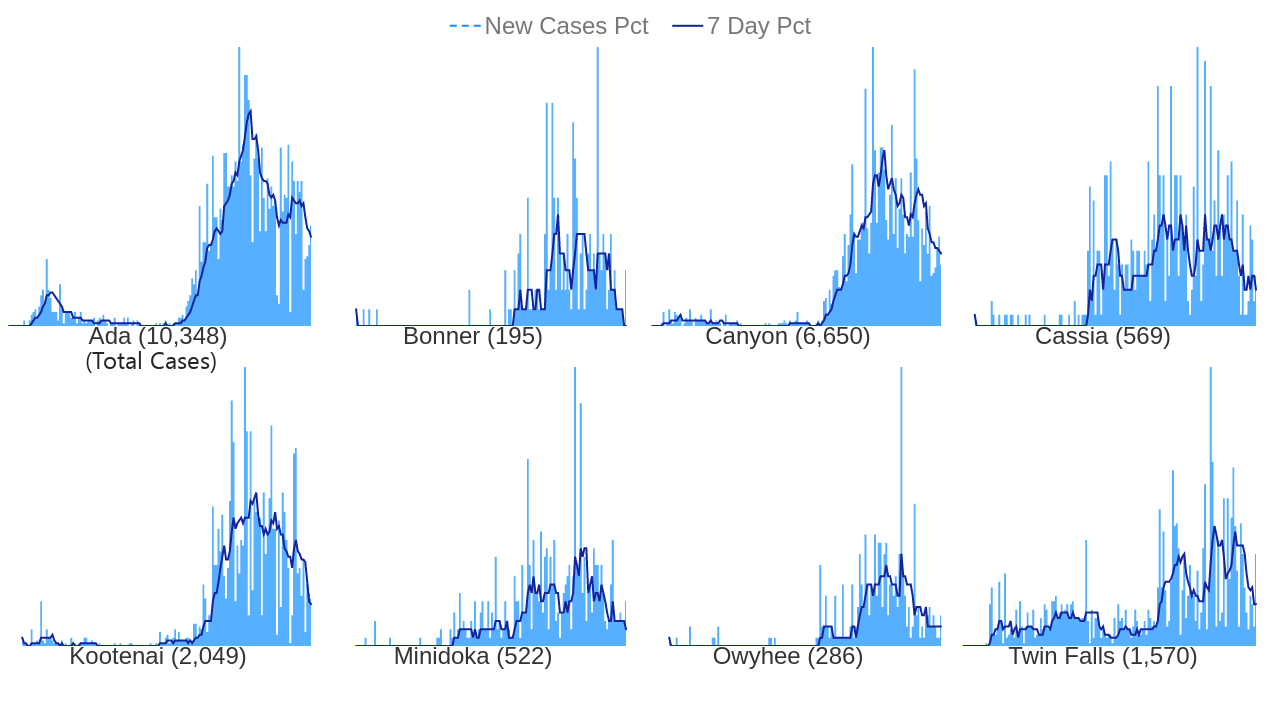 New Cases Pct 7 Day Pct
Ada (10,348)
(Total Cases)
Bonner (195)
Canyon (6,650)
Cassia (569)
Kootenai (2,049)
Minidoka (522)
Owyhee (286)
Twin Falls (1,570)